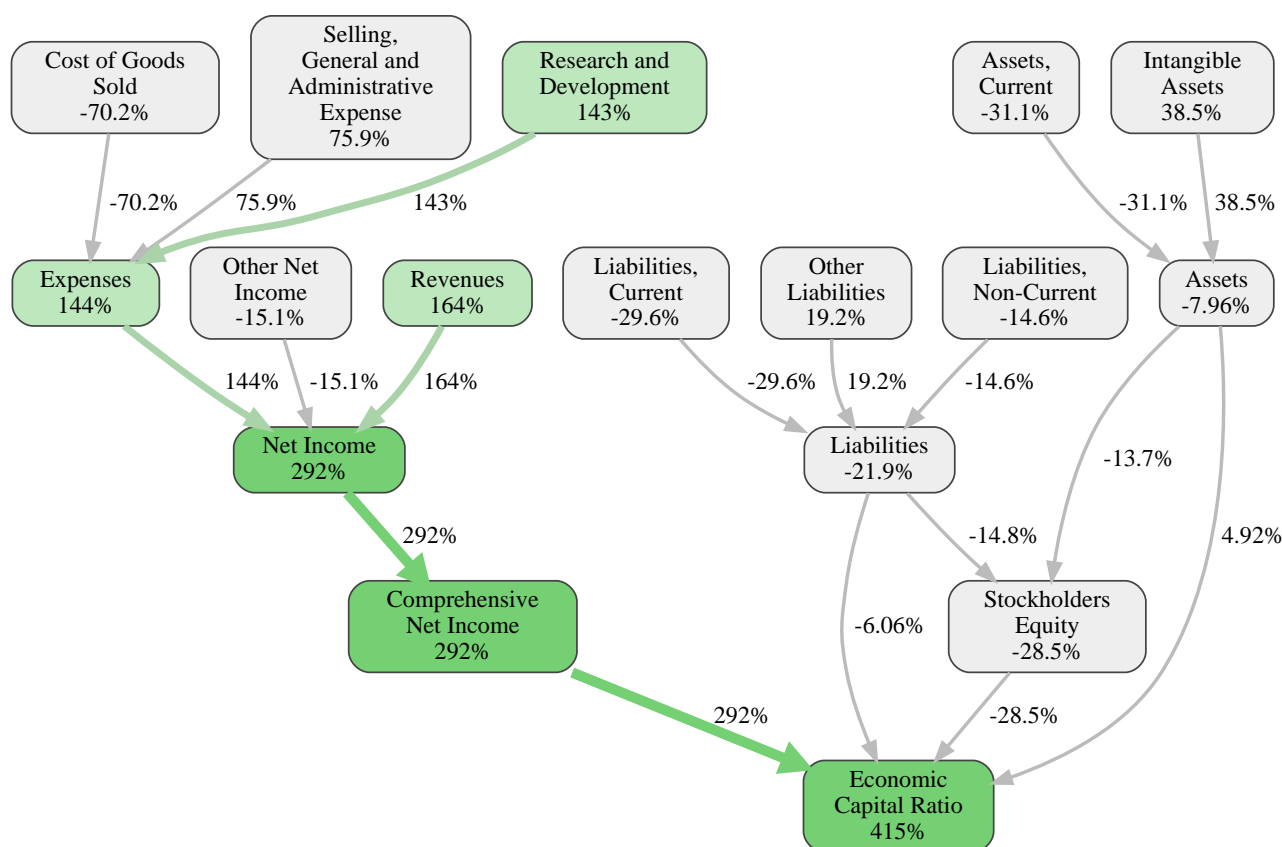 Cost of Goods
Sold
-70.2%
Selling,
General and
Administrative
Expense
75.9%
Research and
Development
143%
Assets,
Current
-31.1%
Intangible
Assets
38.5%
-70.2%
75.9%
143%
-31.1%
38.5%
Expenses
144%
Other Net
Income
-15.1%
Revenues
164%
Liabilities,
Current
-29.6%
Other
Liabilities
19.2%
Liabilities,
Non-Current
-14.6%
Assets
-7.96%
144%
-15.1%
164%
-29.6%
19.2%
-14.6%
Net Income
292%
Liabilities
-21.9%
-13.7%
292%
-14.8%
4.92%
Comprehensive
Net Income
292%
-6.06%
Stockholders
Equity
-28.5%
292%
-28.5%
Economic
Capital Ratio
415%